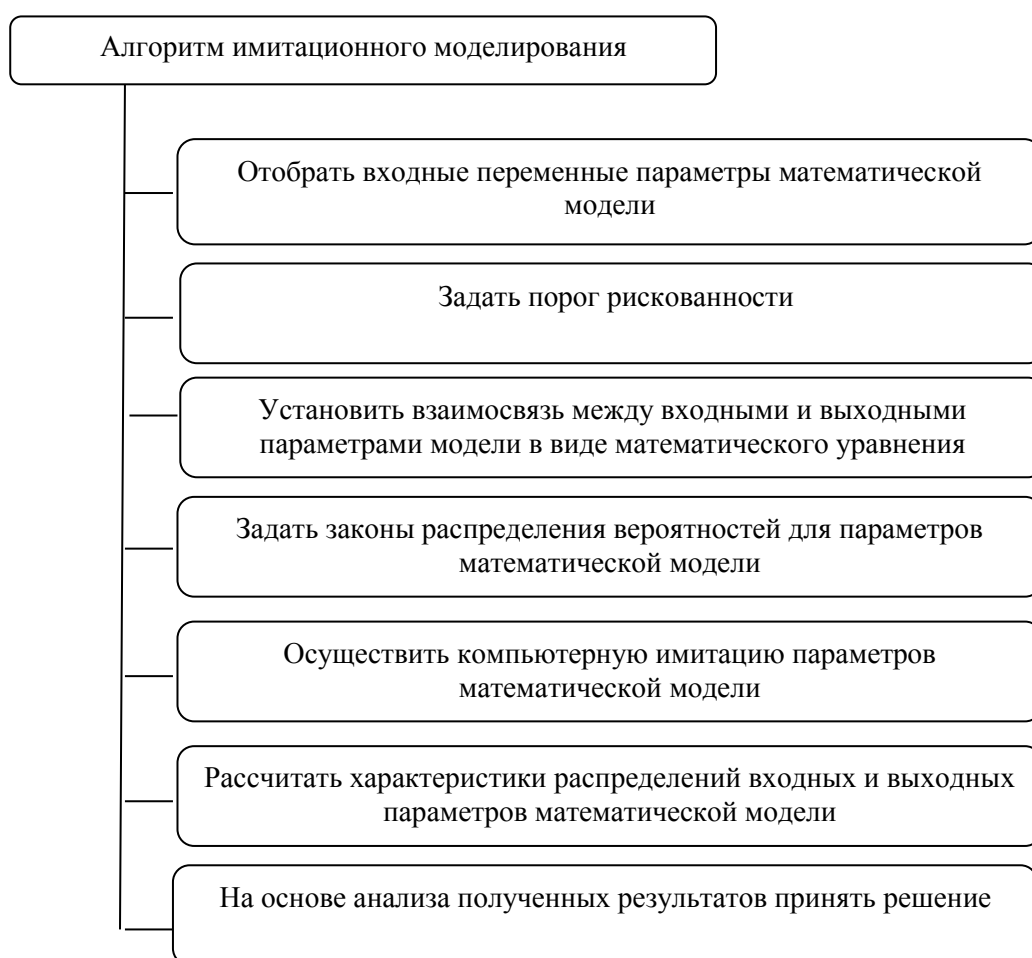 Алгоритм имитационного моделирования
Отобрать входные переменные параметры математической
модели
Задать порог рискованности
Установить взаимосвязь между входными и выходными
параметрами модели в виде математического уравнения
Задать законы распределения вероятностей для параметров
математической модели
Осуществить компьютерную имитацию параметров
математической модели
Рассчитать характеристики распределений входных и выходных
параметров математической модели
На основе анализа полученных результатов принять решение